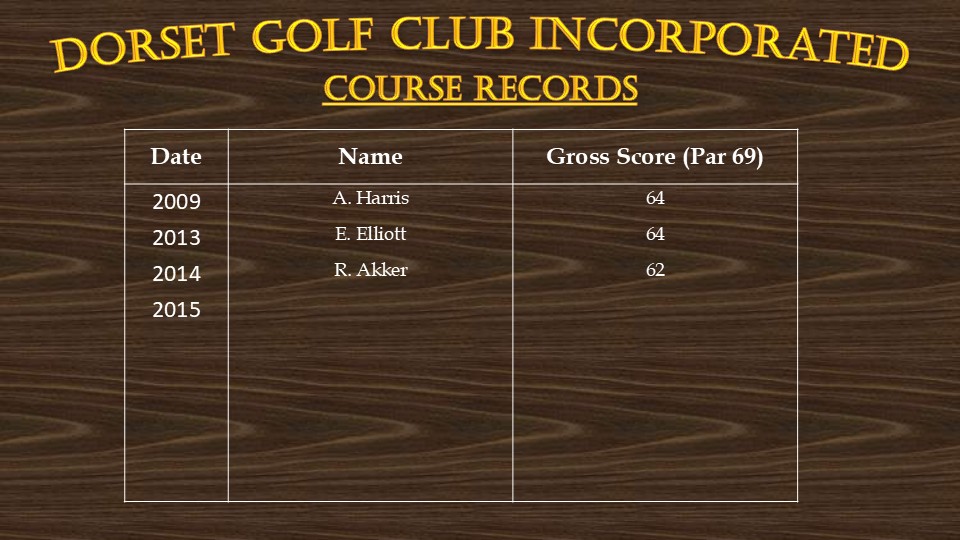 DORSET GOLF CLUB INCORPORATED
COURSE RECORDS
Date Name Gross Score (Par 69)
2009 A. Harris 64
2013 E. Elliott 64
2014 R. Akker 62
2015